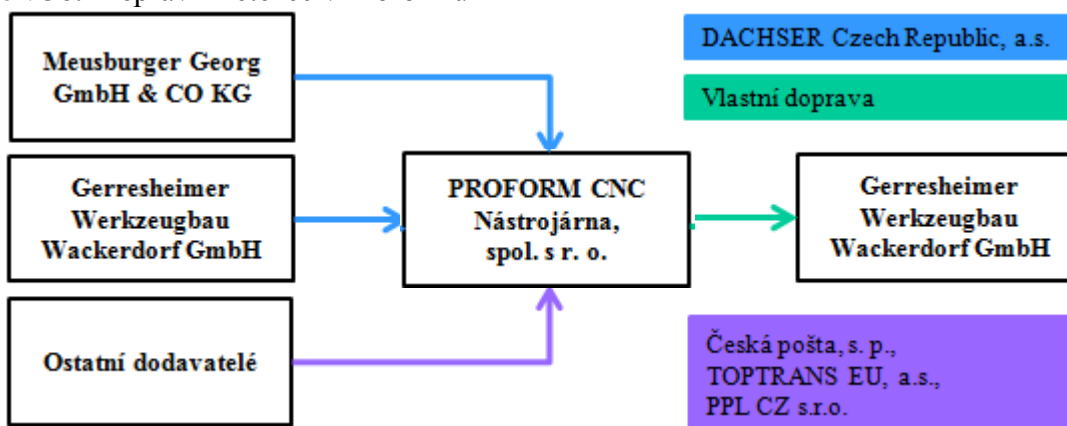 Meusburger Georg
GmbH & CO KG
DACHSER Czech Republic, a.s.
Vlastní doprava
Gerresheimer
Werkzeugbau
Wackerdorf GmbH
PROFORM CNC
Nástrojárna,
spol. s r. o.
Gerresheimer
Werkzeugbau
Wackerdorf GmbH
Ostatní dodavatelé
Česká pošta, s. p.,
TOPTRANS EU, a.s.,
PPL CZ s.r.o.